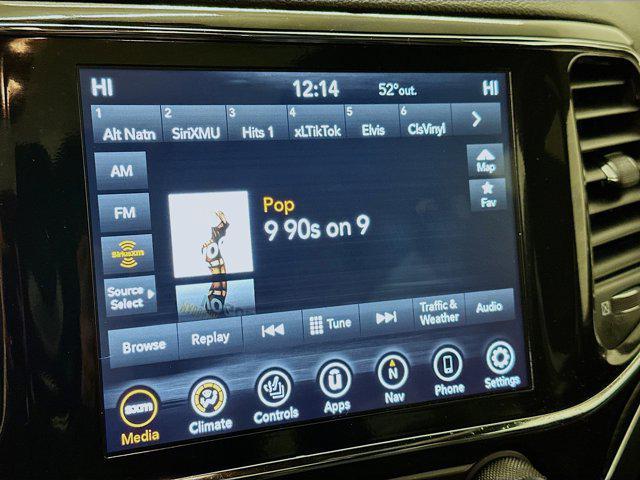 HI 12:14 52°out. HI
1 2 3 4 5 6
Alt Natn SiriXMU Hits 1 xLTikTok Elvis ClsVinyl
AM
Map
FM
Fav
Pop
9 90s on 9
SiriusXM
Source
Select
Browse Replay Tune Traffic &
Weather Audio
sxm
Media Climate Controls Apps Nav Phone Settings
N